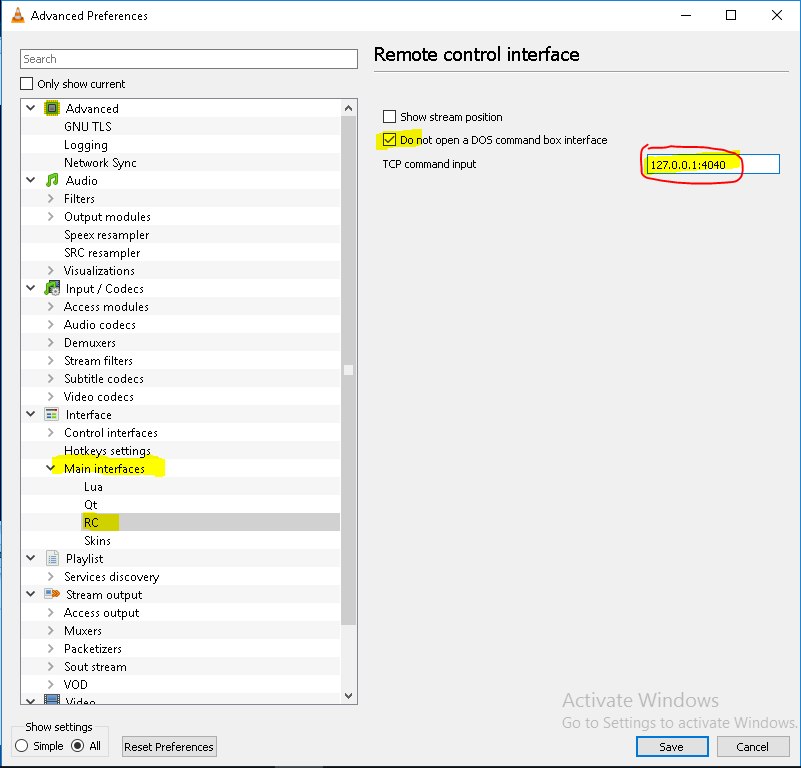 Advanced Preferences
Search
Only show current
Advanced
GNU TLS
Logging
Network Sync
Audio
Filters
Output modules
Speex resampler
SRC resampler
Visualizations
Input / Codecs
Access modules
Audio codecs
Demuxers
Stream filters
Subtitle codecs
Video codecs
Interface
Control interfaces
Hotkeys settings
Main interfaces
Lua
Qt
RC
Skins
Playlist
Services discovery
Stream output
Access output
Muxers
Packetizers
Sout stream
VOD
Video
Show settings
Simple All
Reset Preferences
Remote control interface
Show stream position
Do not open a DOS command box interface
TCP command input 127.0.0.1:4040
Activate Windows
Go to Settings to activate Windows.
Save Cancel